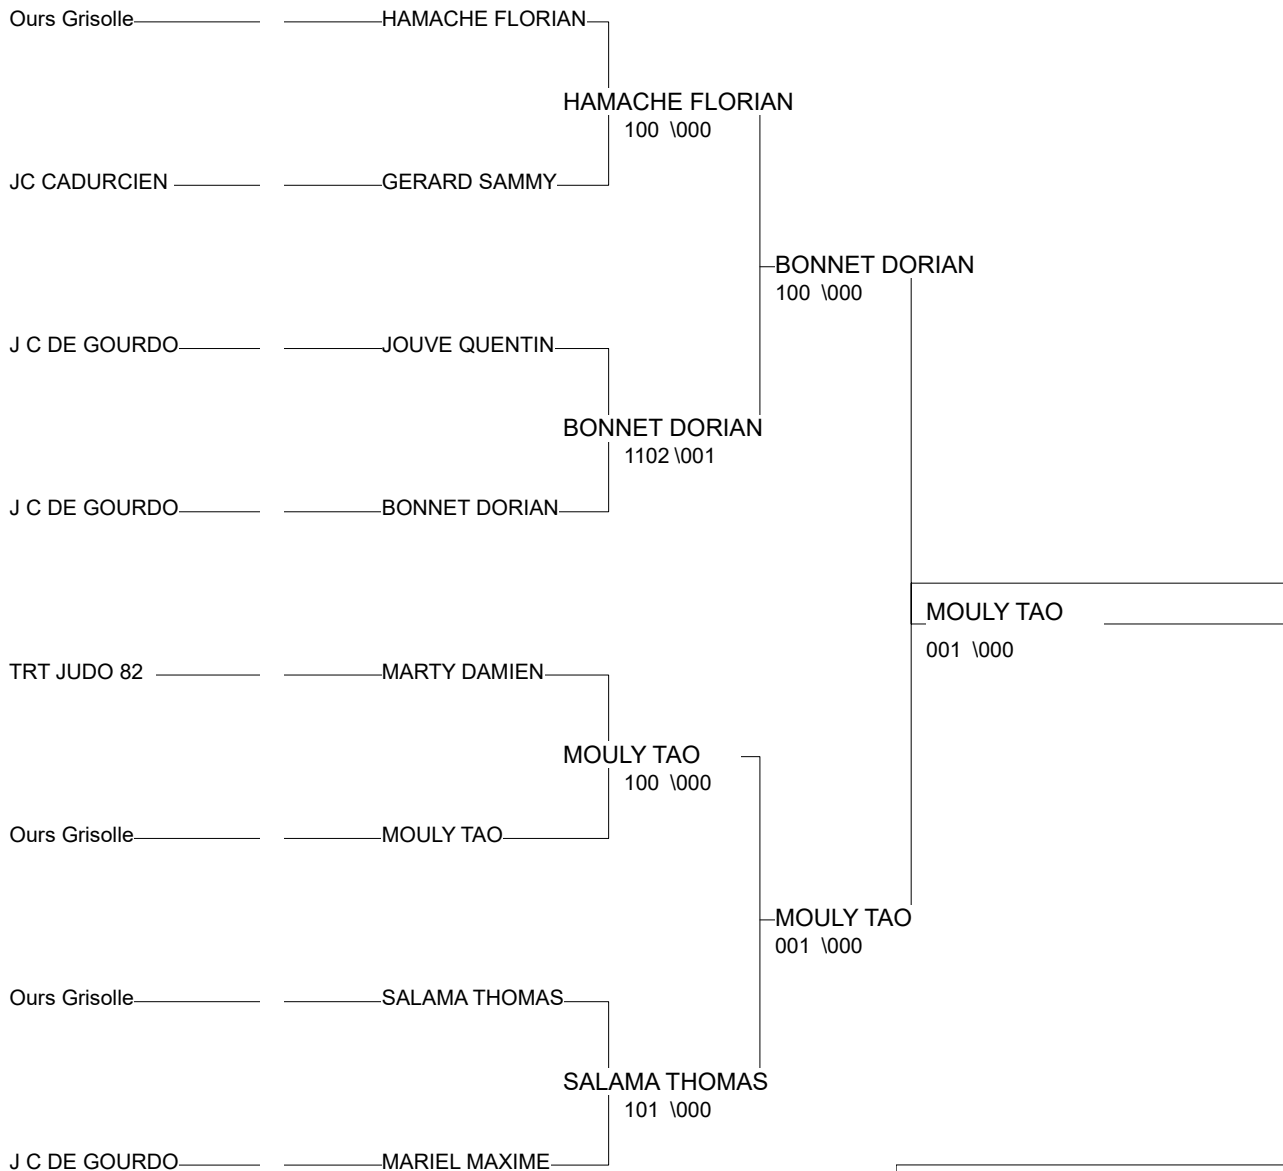 Ours Grisolle HAMACHE FLORIAN
HAMACHE FLORIAN
100 \000
JC CADURCIEN GERARD SAMMY
BONNET DORIAN
100 \000
J C DE GOURDO JOUVE QUENTIN
BONNET DORIAN
1102 \001
J C DE GOURDO BONNET DORIAN
MOULY TAO
001 \000
TRT JUDO 82 MARTY DAMIEN
MOULY TAO
100 \000
Ours Grisolle MOULY TAO
MOULY TAO
001 \000
Ours Grisolle SALAMA THOMAS
SALAMA THOMAS
101 \000
J C DE GOURDO MARIEL MAXIME